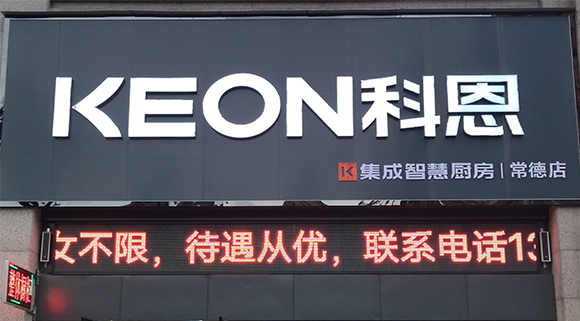 KEON科恩
K 集成智慧厨房 | 常德店
女不限，待遇从优，联系电话13